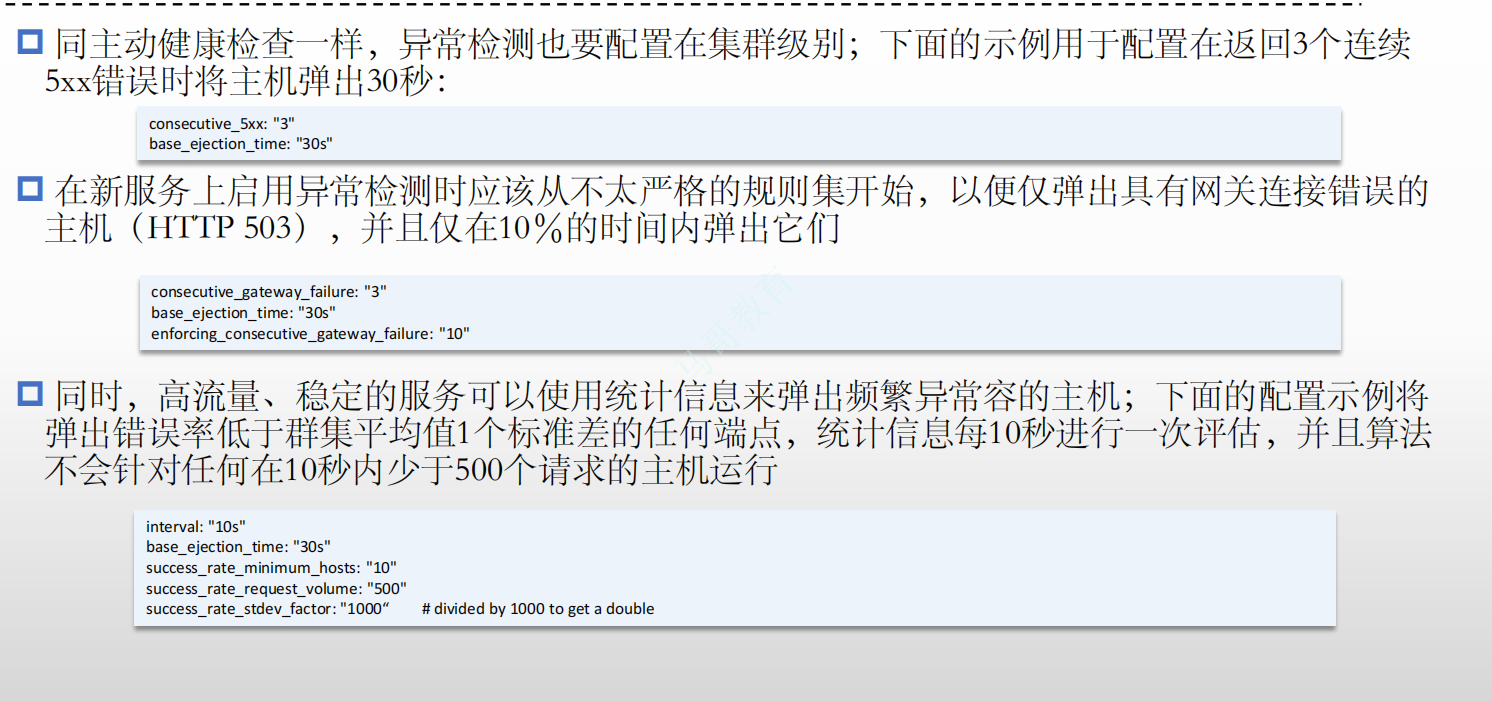 同主动健康检查一样，异常检测也要配置在集群级别；下面的示例用于配置在返回3个连续
5xx错误时将主机弹出30秒：
consecutive_5xx: "3"
base_ejection_time: "30s"
在新服务上启用异常检测时应该从不太严格的规则集开始，以便仅弹出具有网关连接错误的
主机（HTTP 503），并且仅在10％的时间内弹出它们
consecutive_gateway_failure: "3"
base_ejection_time: "30s"
enforcing_consecutive_gateway_failure: "10"
马哥教育
同时，高流量、稳定的服务可以使用统计信息来弹出频繁异常容的主机；下面的配置示例将
弹出错误率低于群集平均值1个标准差的任何端点，统计信息每10秒进行一次评估，并且算法
不会针对任何在10秒内少于500个请求的主机运行
interval: "10s"
base_ejection_time: "30s"
success_rate_minimum_hosts: "10"
success_rate_request_volume: "500"
success_rate_stdev_factor: "1000“ # divided by 1000 to get a double